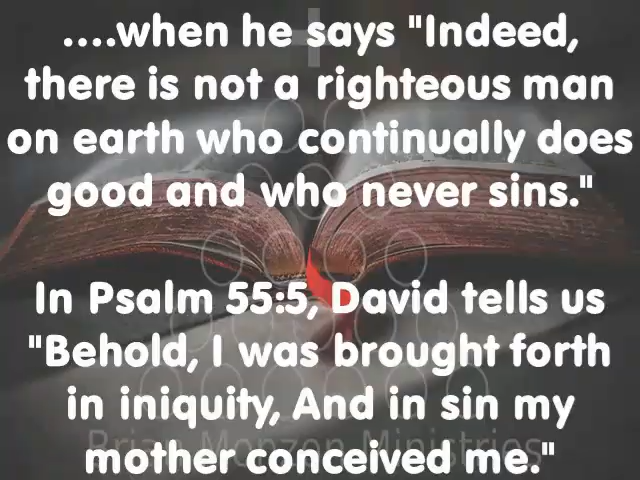 ....when he says "Indeed,
there is not a righteous man
on earth who continually does
good and who never sins."
In Psalm 55:5, David tells us
"Behold, I was brought forth
in iniquity, And in sin my
mother conceived me."
Brian Monzon Ministries